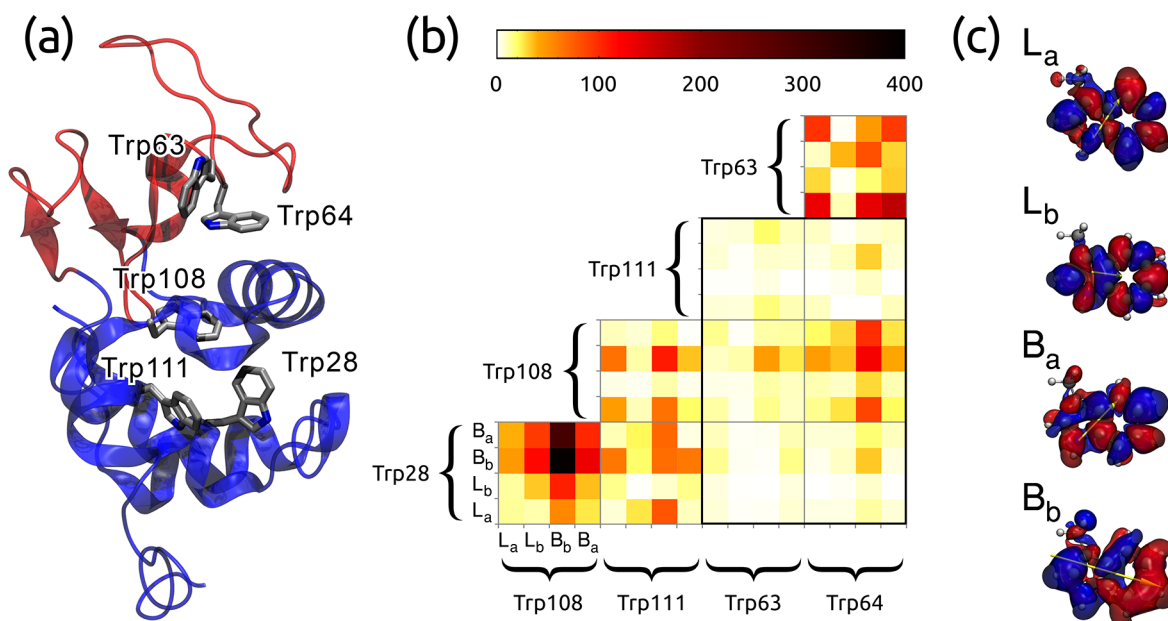 (a)
Trp63
Trp64
Trp108
Trp111
Trp28
(b)
0 100 200 300 400
Trp63
Trp111
Trp108
Trp28
Ba
Bb
Lb
La
La Lb Bb Ba
Trp108 Trp111 Trp63 Trp64
(c)
La
Lb
Ba
Bb